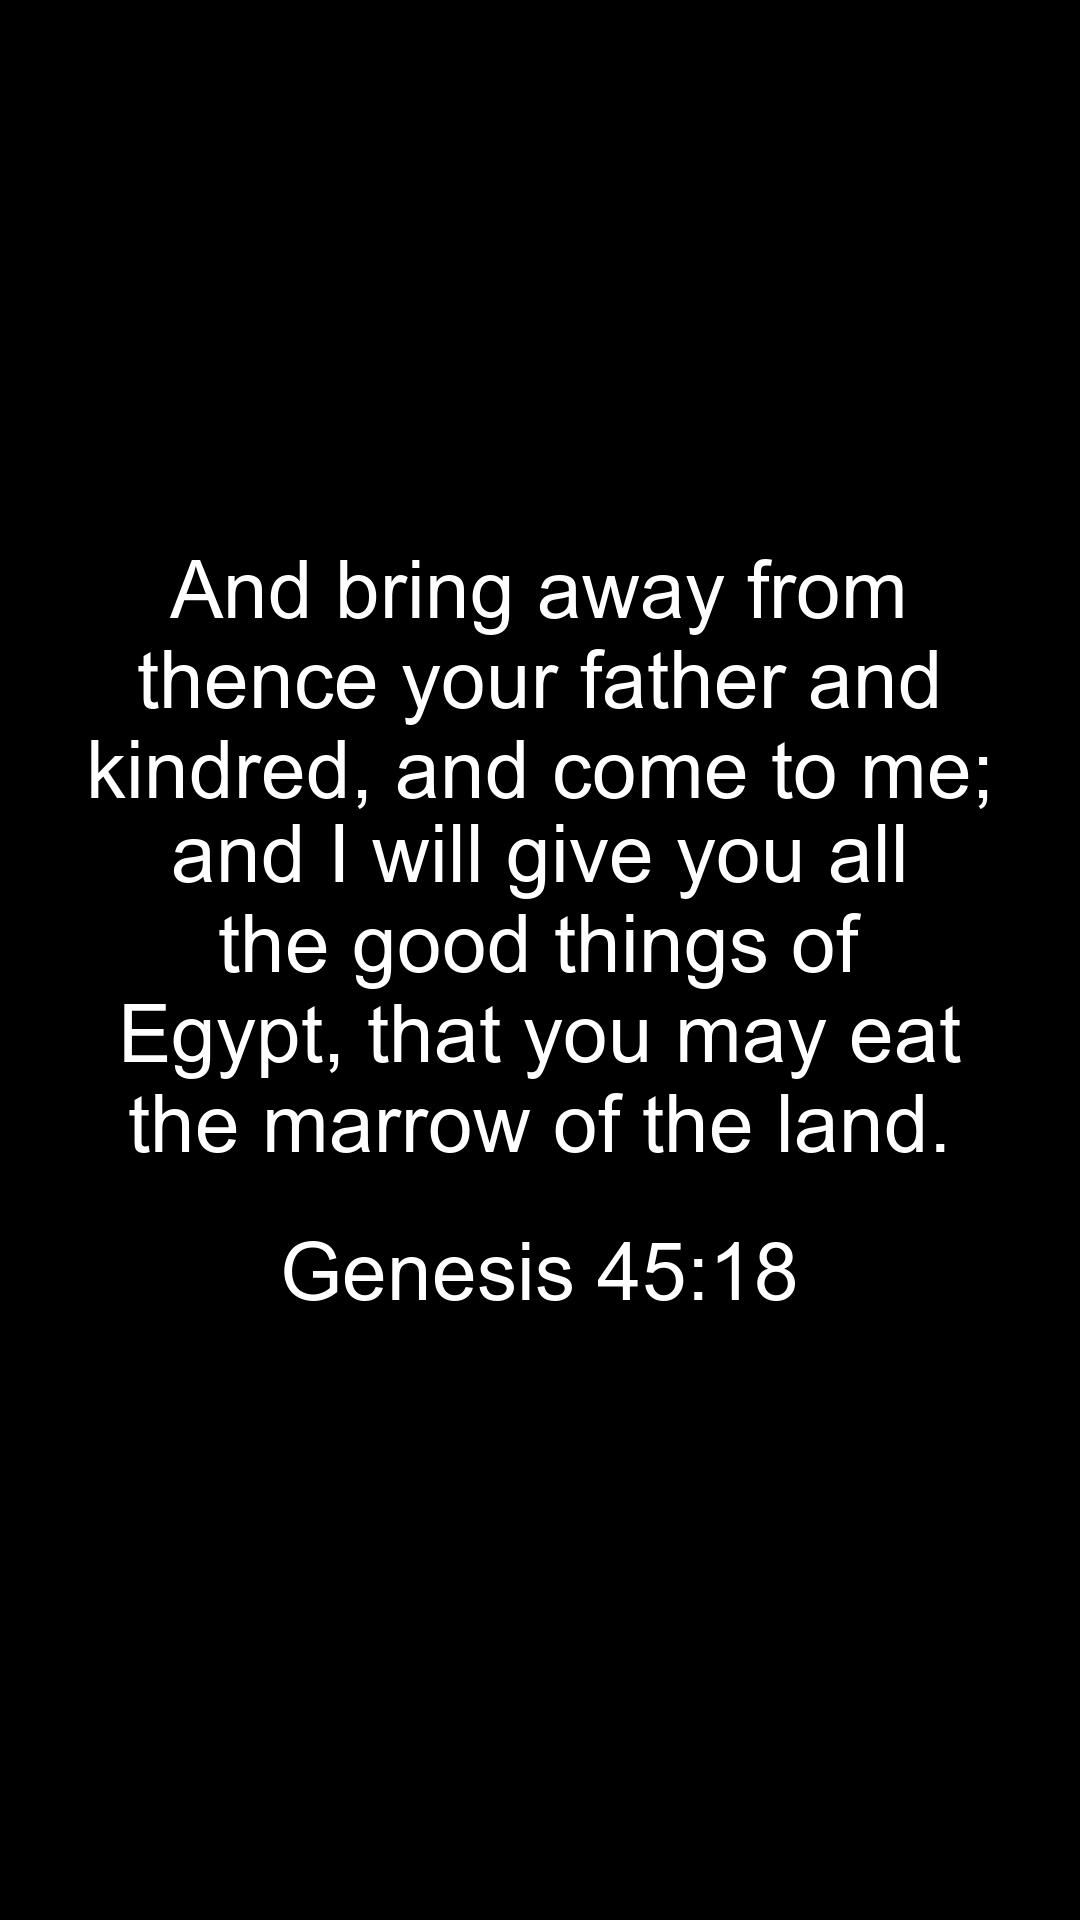 And bring away from
thence your father and
kindred, and come to me;
and I will give you all
the good things of
Egypt, that you may eat
the marrow of the land.
Genesis 45:18